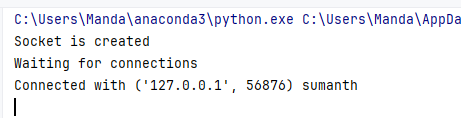 C:\Users\Manda\anaconda3\python.exe C:\Users\Manda\AppDa
Socket is created
Waiting for connections
Connected with ('127.0.0.1', 56876) sumanth